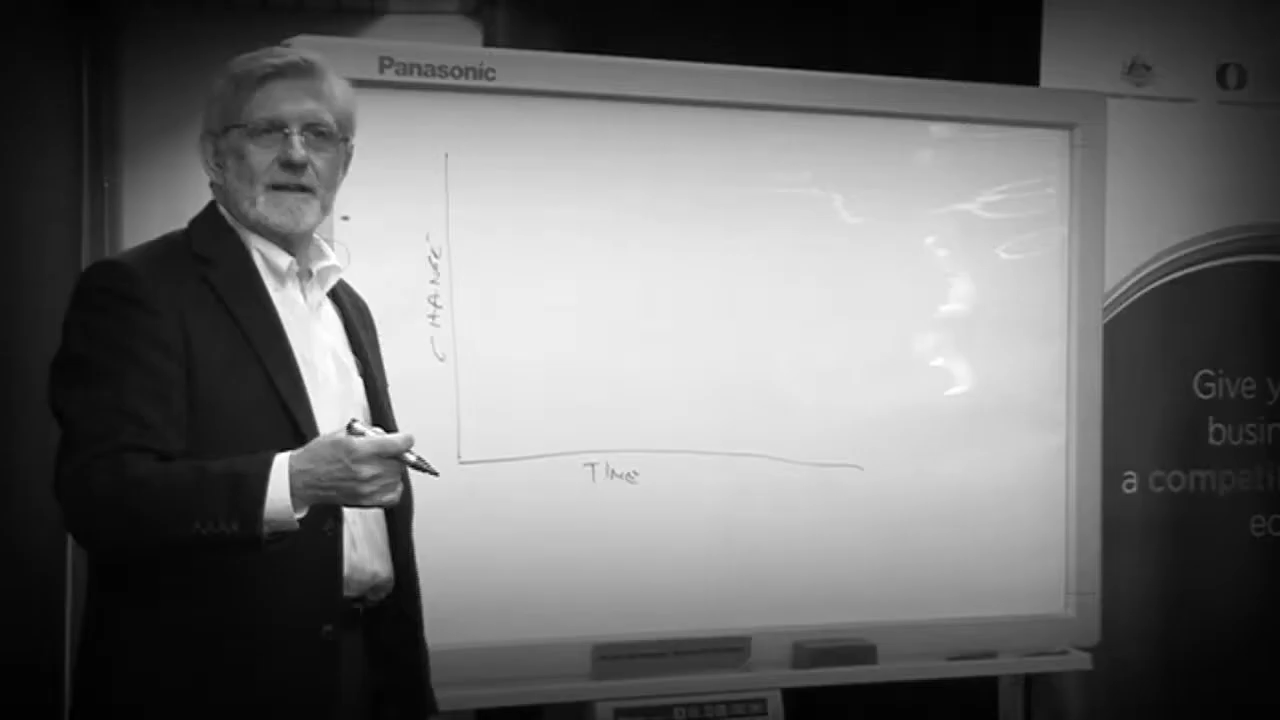 Panasonic
CHANGE
TIME
Give y
busin
a competi
ec